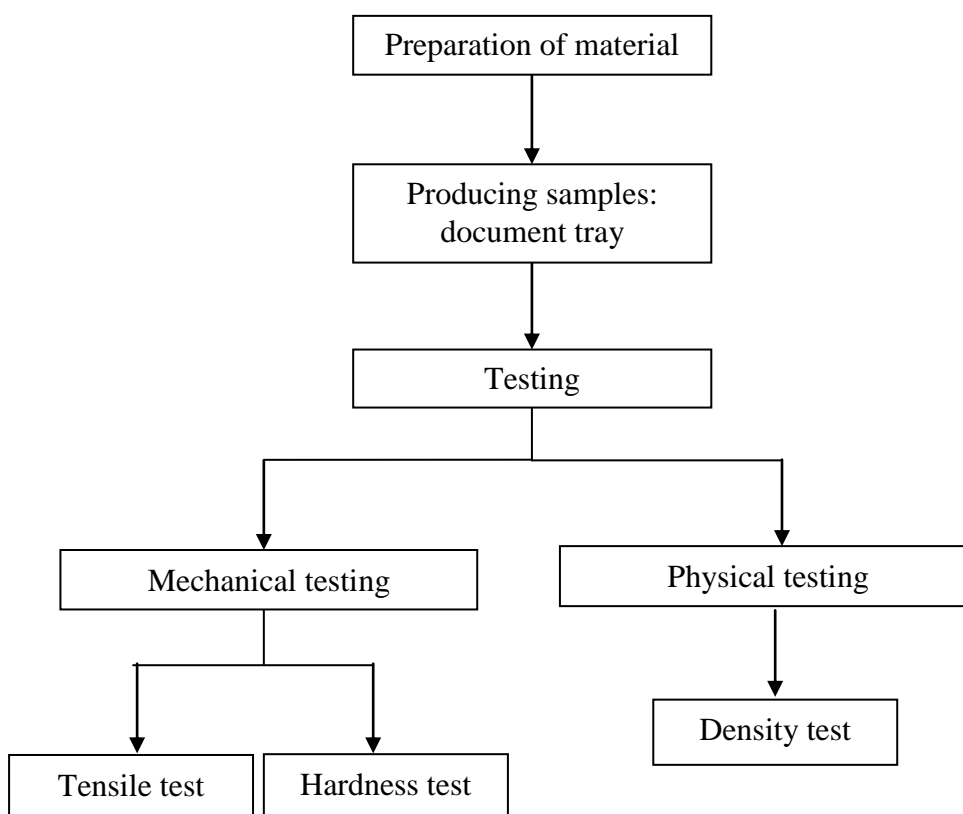 Preparation of material
Producing samples:
document tray
Testing
Mechanical testing
Physical testing
Tensile test
Hardness test
Density test